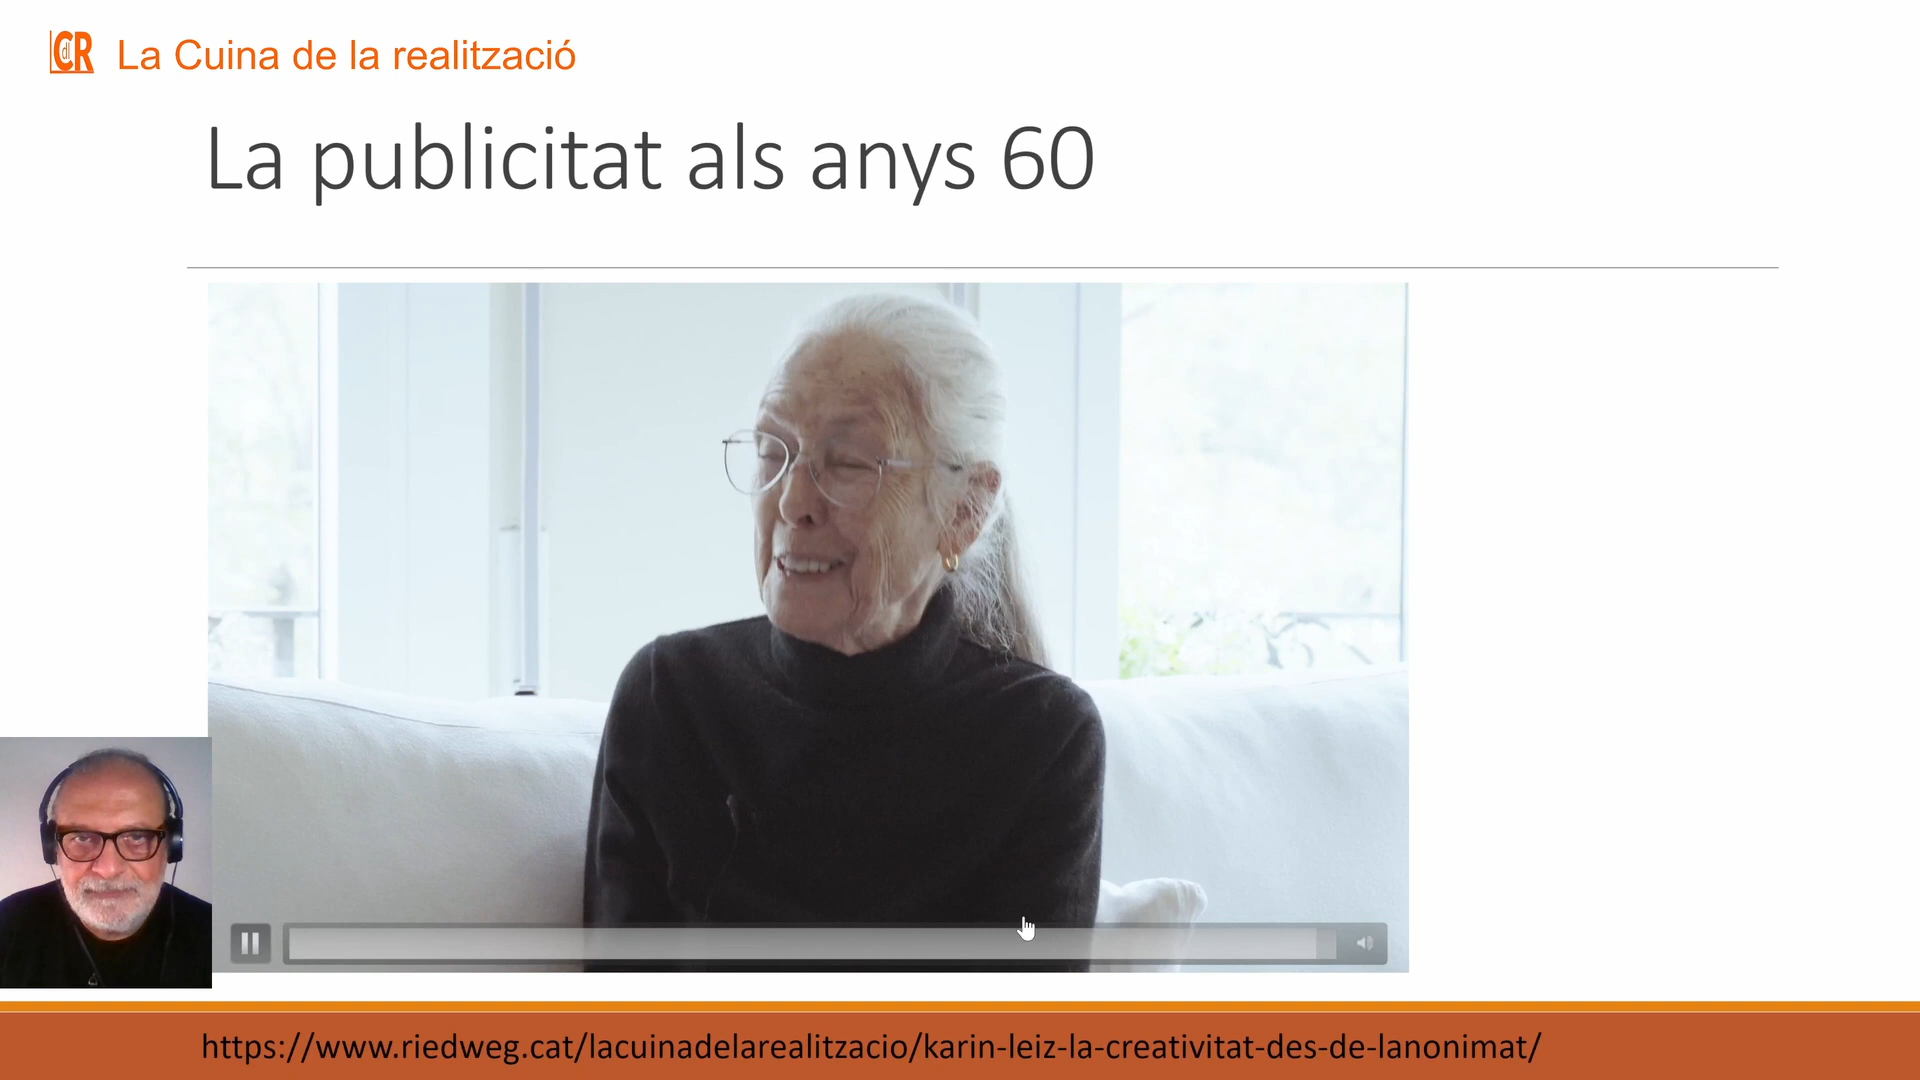 LCdlR La Cuina de la realització
La publicitat als anys 60
https://www.riedweg.cat/lacuinadelarealitzacio/karin-leiz-la-creativitat-des-de-lanonimat/